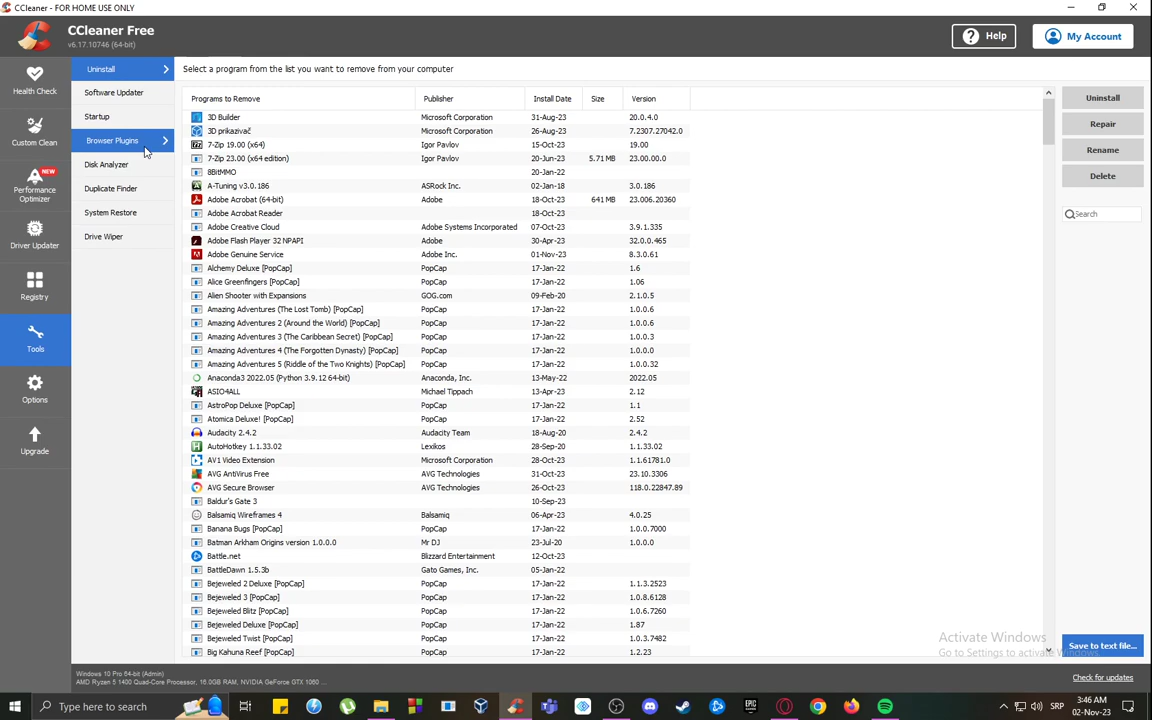 CCleaner - FOR HOME USE ONLY
CCleaner Free
v6.17.10746 (64-bit)
Help
My Account
Health Check
Custom Clean
NEW
Performance
Optimizer
Driver Updater
Registry
Tools
Options
Upgrade
Uninstall
Software Updater
Startup
Browser Plugins
Disk Analyzer
Duplicate Finder
System Restore
Drive Wiper
Select a program from the list you want to remove from your computer
Programs to Remove Publisher Install Date Size Version
3D Builder Microsoft Corporation 31-Aug-23 20.0.4.0
3D prikazivač Microsoft Corporation 26-Aug-23 7.2307.27042.0
7-Zip 19.00 (x64) Igor Pavlov 15-Oct-23 19.00
7-Zip 23.00 (x64 edition) Igor Pavlov 20-Jun-23 5.71 MB 23.00.00.0
8BitMMO 20-Jan-22
A-Tuning v3.0.186 ASRock Inc. 02-Jan-18 3.0.186
Adobe Acrobat (64-bit) Adobe 18-Oct-23 641 MB 23.006.20360
Adobe Acrobat Reader 18-Oct-23
Adobe Creative Cloud Adobe Systems Incorporated 07-Oct-23 3.9.1.335
Adobe Flash Player 32 NPAPI Adobe 30-Apr-23 32.0.0.465
Adobe Genuine Service Adobe Inc. 01-Nov-23 8.3.0.61
Alchemy Deluxe [PopCap] PopCap 17-Jan-22 1.6
Alice Greenfingers [PopCap] PopCap 17-Jan-22 1.06
Alien Shooter with Expansions GOG.com 09-Feb-20 2.1.0.5
Amazing Adventures (The Lost Tomb) [PopCap] PopCap 17-Jan-22 1.0.0.6
Amazing Adventures 2 (Around the World) [PopCap] PopCap 17-Jan-22 1.0.0.6
Amazing Adventures 3 (The Caribbean Secret) [PopCap] PopCap 17-Jan-22 1.0.0.3
Amazing Adventures 4 (The Forgotten Dynasty) [PopCap] PopCap 17-Jan-22 1.0.0.0
Amazing Adventures 5 (Riddle of the Two Knights) [PopCap] PopCap 17-Jan-22 1.0.0.32
Anaconda3 2022.05 (Python 3.9.12 64-bit) Anaconda, Inc. 13-May-22 2022.05
ASIO4ALL Michael Tippach 13-Apr-23 2.12
AstroPop Deluxe [PopCap] PopCap 17-Jan-22 1.1
Atomica Deluxe! [PopCap] PopCap 17-Jan-22 2.52
Audacity 2.4.2 Audacity Team 18-Aug-20 2.4.2
AutoHotkey 1.1.33.02 Lexikos 28-Sep-20 1.1.33.02
AV1 Video Extension Microsoft Corporation 28-Oct-23 1.1.61781.0
AVG AntiVirus Free AVG Technologies 31-Oct-23 23.10.3306
AVG Secure Browser AVG Technologies 26-Oct-23 118.0.22847.89
Baldur's Gate 3 10-Sep-23
Balsamiq Wireframes 4 Balsamiq 06-Apr-23 4.0.25
Banana Bugs [PopCap] PopCap 17-Jan-22 1.0.0.7000
Batman Arkham Origins version 1.0.0.0 Mr DJ 23-Jul-20 1.0.0.0
Battle.net Blizzard Entertainment 12-Oct-23
BattleDawn 1.5.3b Gato Games, Inc. 05-Jan-22
Bejeweled 2 Deluxe [PopCap] PopCap 17-Jan-22 1.1.3.2523
Bejeweled 3 [PopCap] PopCap 17-Jan-22 1.0.8.6128
Bejeweled Blitz [PopCap] PopCap 17-Jan-22 1.0.6.7260
Bejeweled Deluxe [PopCap] PopCap 17-Jan-22 1.87
Bejeweled Twist [PopCap] PopCap 17-Jan-22 1.0.3.7482
Big Kahuna Reef [PopCap] PopCap 17-Jan-22 1.2.23
Uninstall
Repair
Rename
Delete
Search
Activate Windows
Go to Settings to activate Windows.
Save to text file...
Windows 10 Pro 64-bit (Admin)
AMD Ryzen 5 1400 Quad-Core Processor, 16.0GB RAM, NVIDIA GeForce GTX 1060 ...
Check for updates
Type here to search
EPIC
SRP
3:46 AM
02-Nov-23